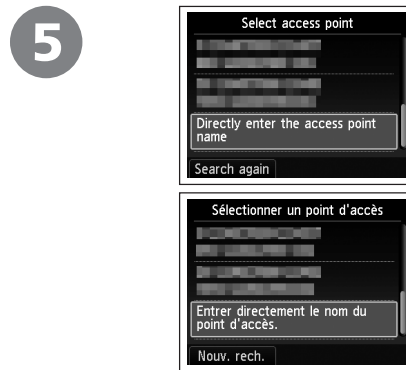 5
Select access point
Directly enter the access point
name
Search again
Sélectionner un point d'accès
Entrer directement le nom du
point d'accès.
Nouv. rech.